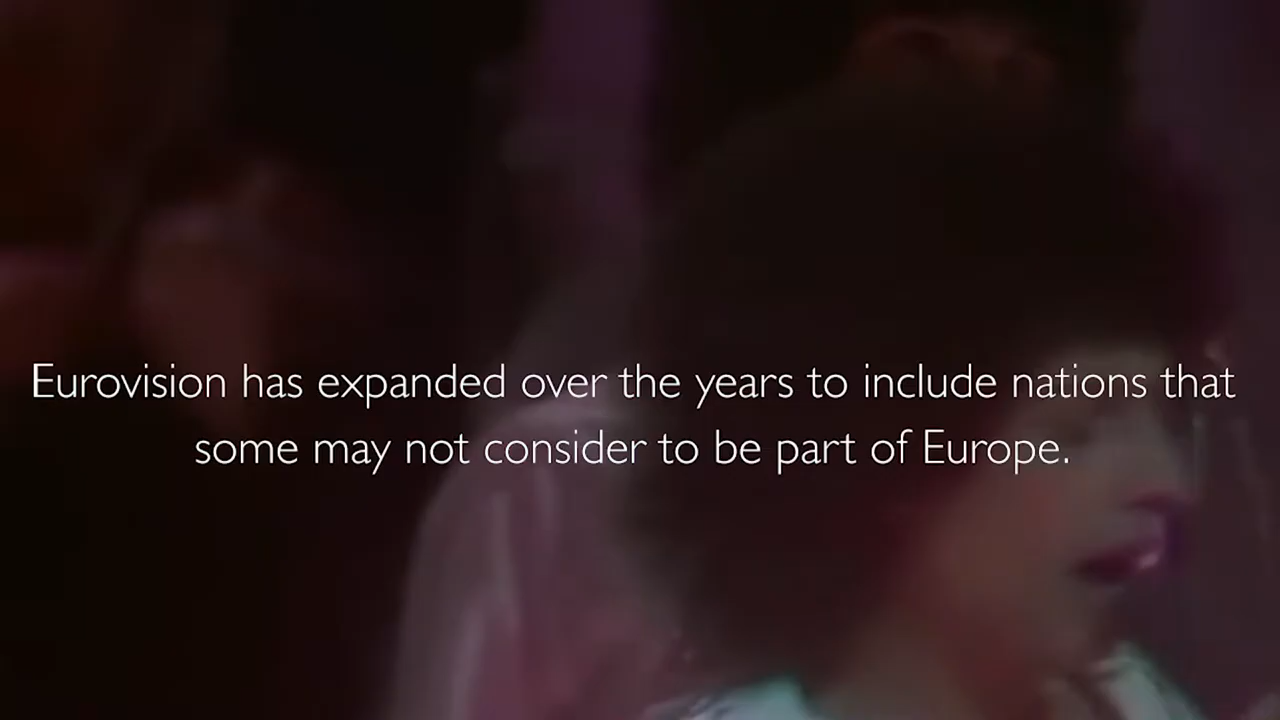 Eurovision has expanded over the years to include nations that
some may not consider to be part of Europe.